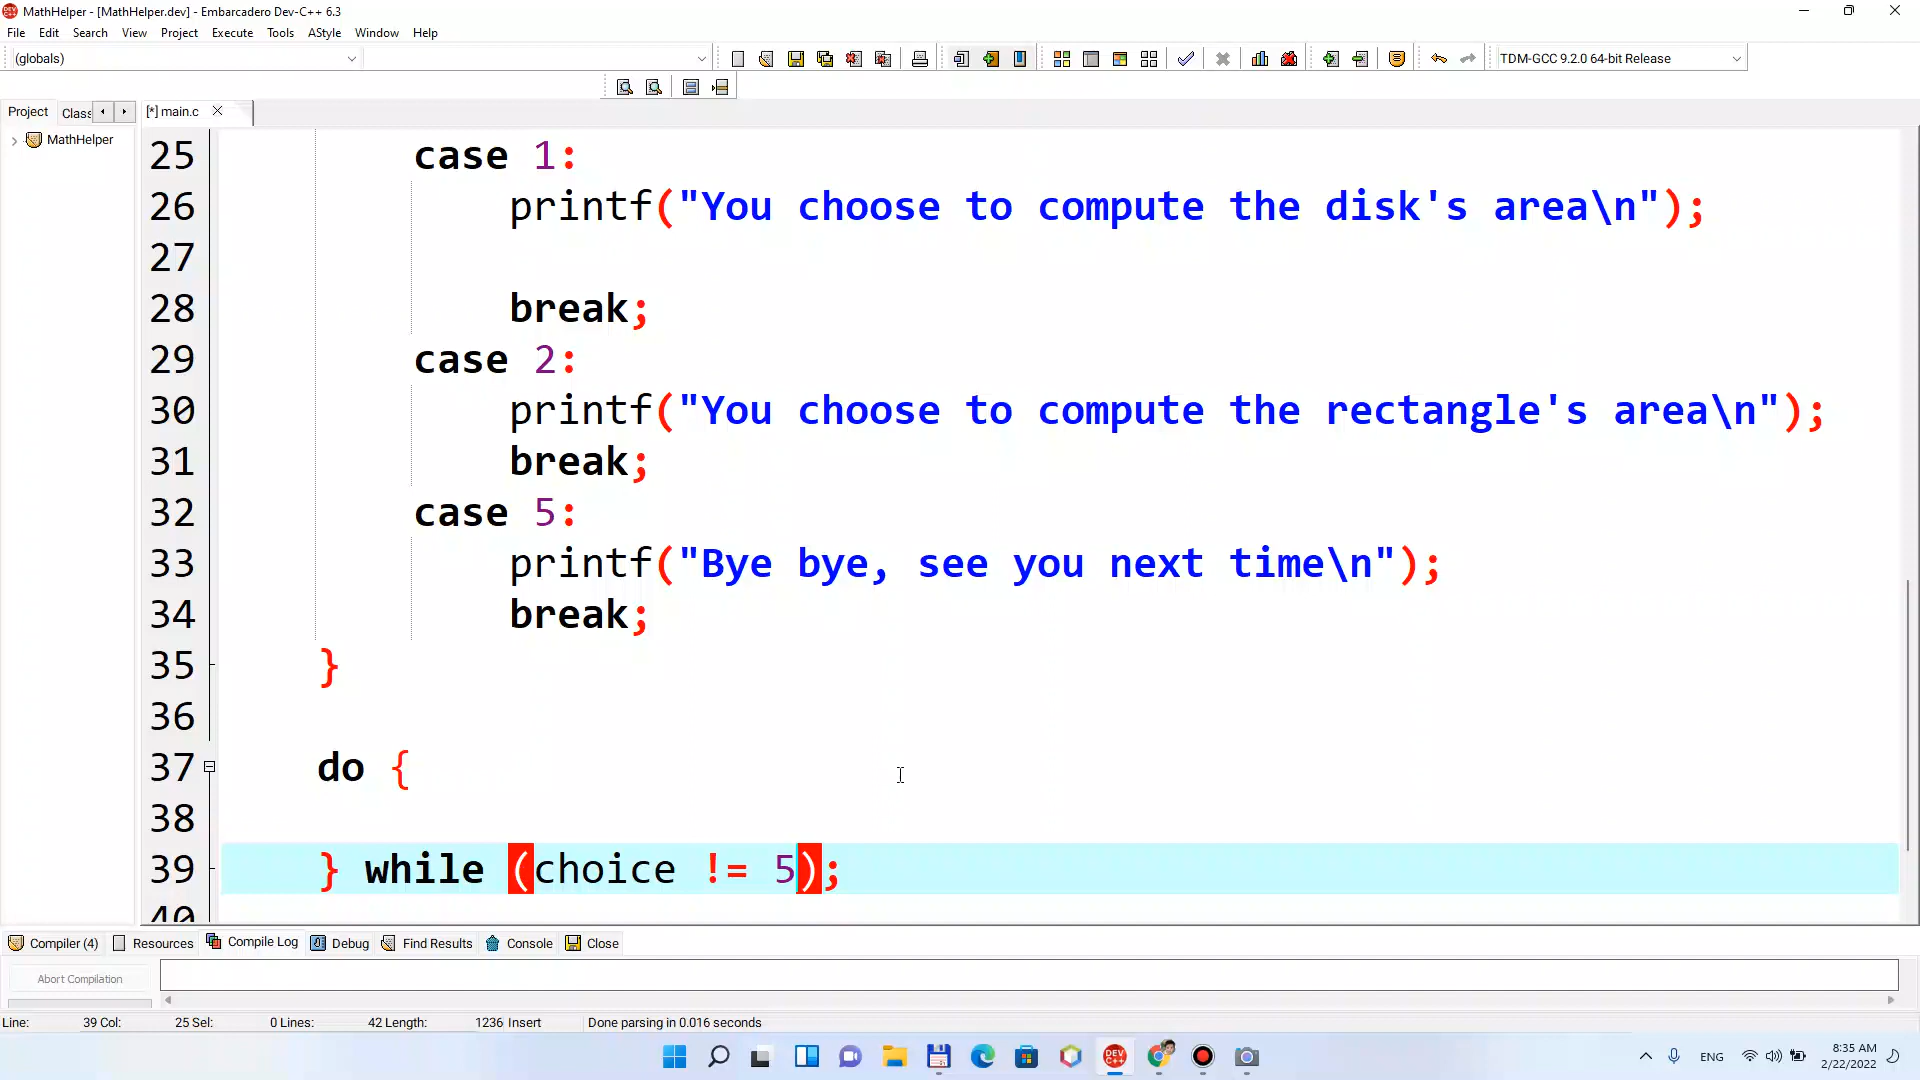 MathHelper - [MathHelper.dev] - Embarcadero Dev-C++ 6.3
File Edit Search View Project Execute Tools AStyle Window Help
(globals)
TDM-GCC 9.2.0 64-bit Release
Project Class [*] main.c
MathHelper
25 case 1:
26 printf("You choose to compute the disk's area\n");
27
28 break;
29 case 2:
30 printf("You choose to compute the rectangle's area\n");
31 break;
32 case 5:
33 printf("Bye bye, see you next time\n");
34 break;
35 }
36
37 do {
38
39 } while (choice != 5);
40
Compiler (4) Resources Compile Log Debug Find Results Console Close
Abort Compilation
Line: 39 Col: 25 Sel: 0 Lines: 42 Length: 1236 Insert Done parsing in 0.016 seconds
DEV C++
ENG
8:35 AM
2/22/2022